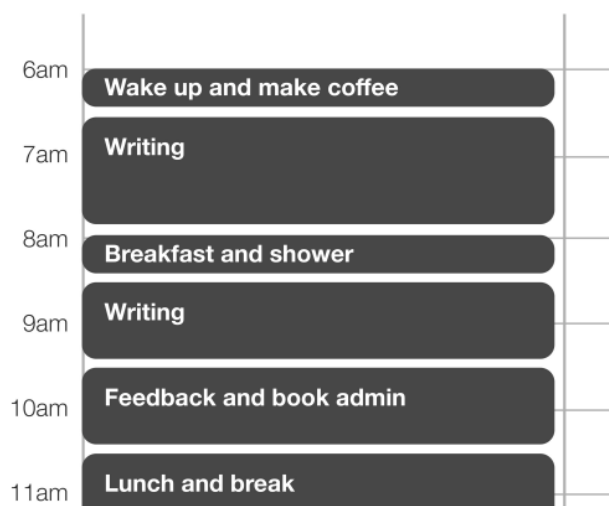 6am
Wake up and make coffee
Writing
7am
8am
Breakfast and shower
Writing
9am
Feedback and book admin
10am
Lunch and break
11am